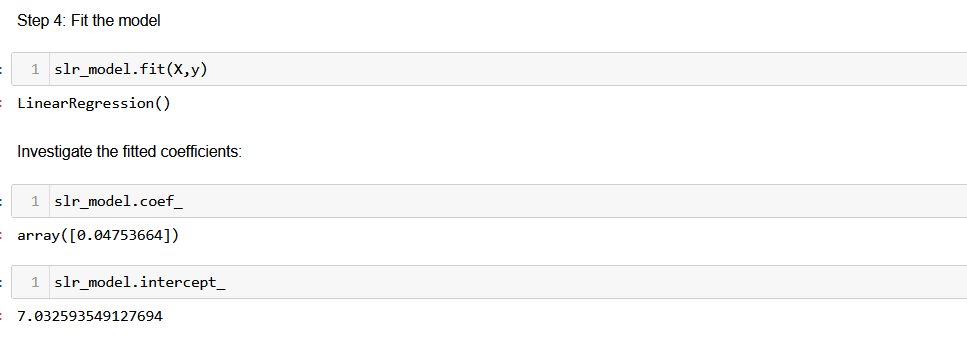 Step 4: Fit the model
: 1 slr_model.fit(X,y)
: LinearRegression()
Investigate the fitted coefficients:
: 1 slr_model.coef_
: array([0.04753664])
: 1 slr_model.intercept_
: 7.032593549127694